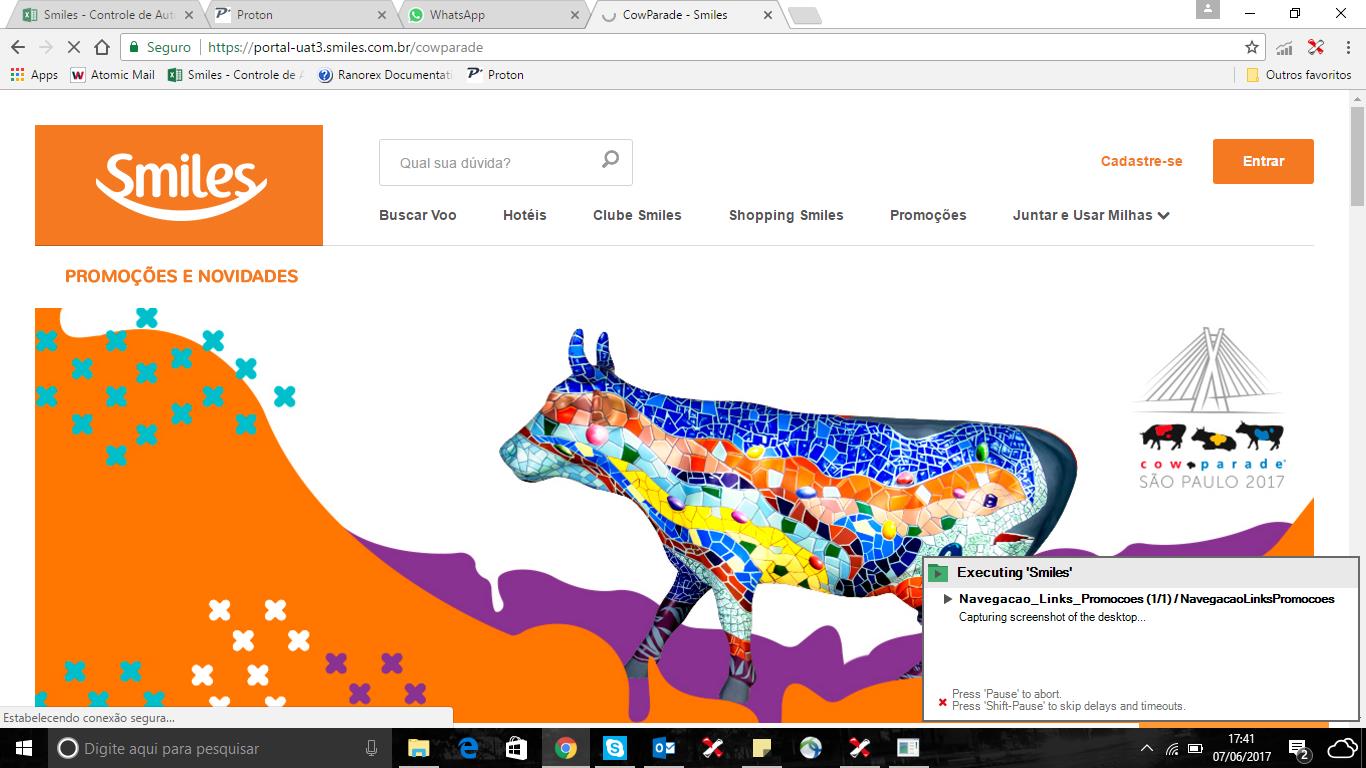 Smiles - Controle de Aut
Proton
WhatsApp
CowParade - Smiles
Seguro
https://portal-uat3.smiles.com.br/cowparade
Apps
Atomic Mail
Smiles - Controle de A
Ranorex Documentati
Proton
Outros favoritos
Smiles
Qual sua dúvida?
Cadastre-se
Entrar
Buscar Voo
Hotéis
Clube Smiles
Shopping Smiles
Promoções
Juntar e Usar Milhas
PROMOÇÕES E NOVIDADES
cow parade
SÃO PAULO 2017
Executing 'Smiles'
Navegacao_Links_Promocoes (1/1) / NavegacaoLinksPromocoes
Capturing screenshot of the desktop...
Press 'Pause' to abort.
Press 'Shift-Pause' to skip delays and timeouts.
Estabelecendo conexão segura...
Digite aqui para pesquisar
17:41
07/06/2017
2